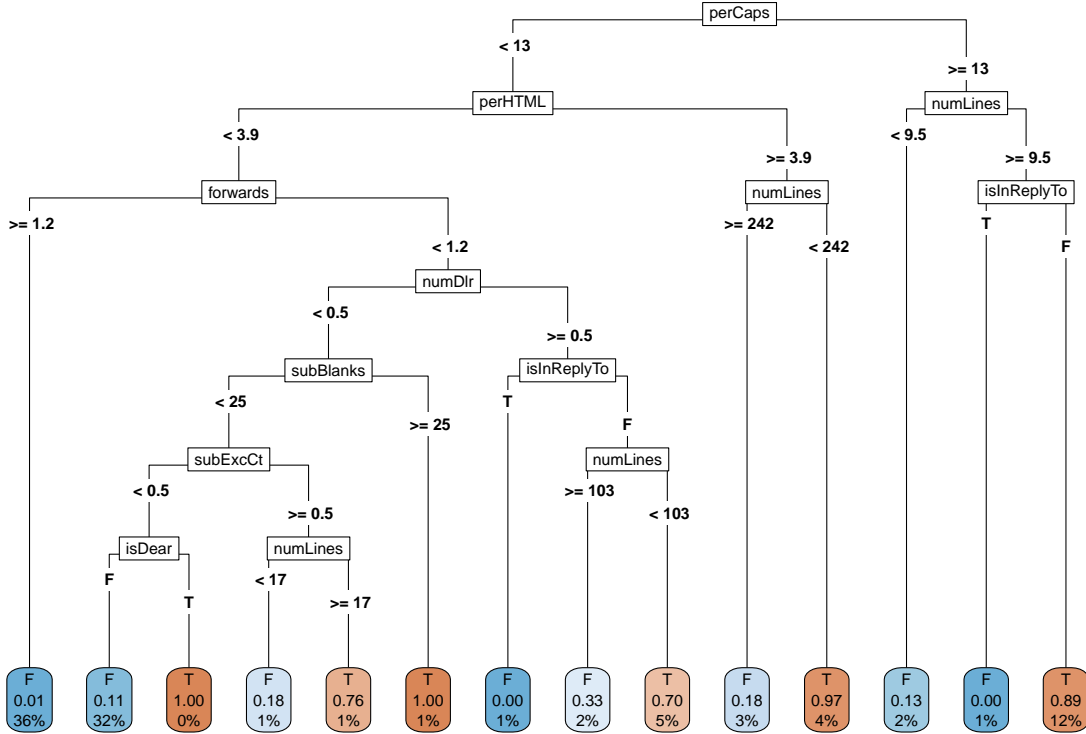 perCaps
< 13
>= 13
perHTML
numLines
< 3.9
< 9.5
>= 3.9
>= 9.5
forwards
numLines
isInReplyTo
>= 1.2
>= 242
T
< 1.2
< 242
F
numDlr
< 0.5
>= 0.5
subBlanks
isInReplyTo
< 25
T
>= 25
F
subExcCt
numLines
< 0.5
>= 103
>= 0.5
< 103
isDear
numLines
F
< 17
T
>= 17
F
0.01
36%
F
0.11
32%
T
1.00
0%
F
0.18
1%
T
0.76
1%
T
1.00
1%
F
0.00
1%
F
0.33
2%
T
0.70
5%
F
0.18
3%
T
0.97
4%
F
0.13
2%
F
0.00
1%
T
0.89
12%